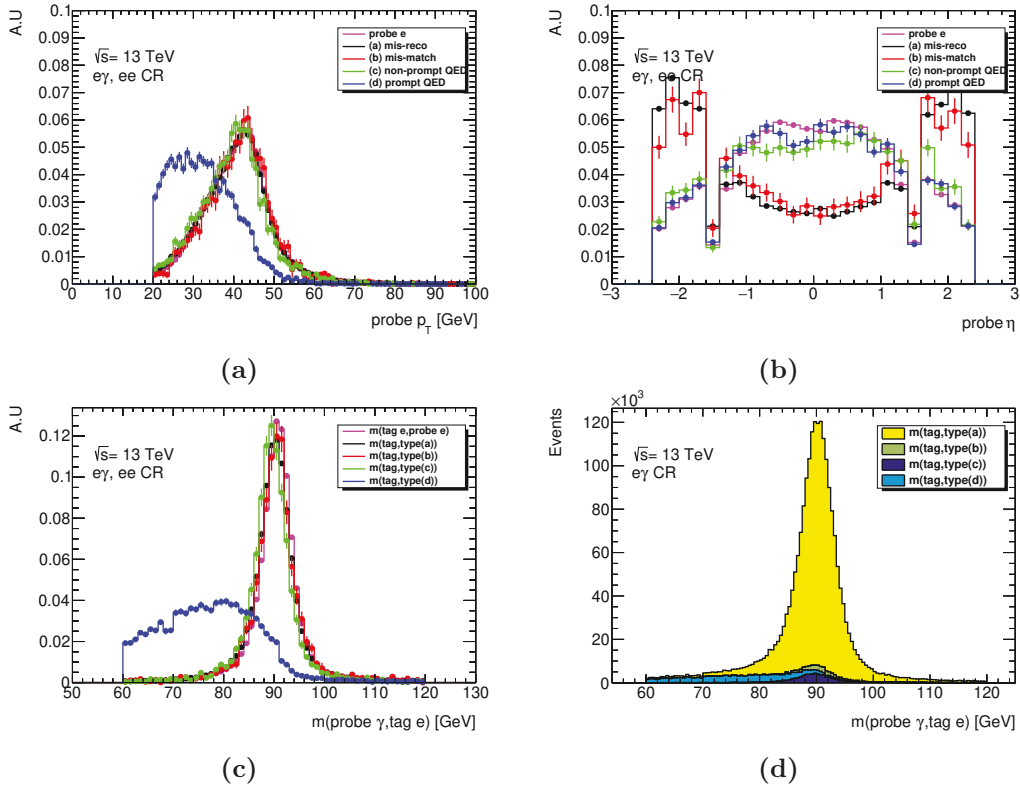 A.U
0.1
0.09
0.08
0.07
0.06
0.05
0.04
0.03
0.02
0.01
0
√s= 13 TeV
eγ, ee CR
probe e
(a) mis-reco
(b) mis-match
(c) non-prompt QED
(d) prompt QED
0 10 20 30 40 50 60 70 80 90 100
probe p_T [GeV]
(a)
A.U
0.1
0.09
0.08
0.07
0.06
0.05
0.04
0.03
0.02
0.01
0
√s= 13 TeV
eγ, ee CR
probe e
(a) mis-reco
(b) mis-match
(c) non-prompt QED
(d) prompt QED
−3 −2 −1 0 1 2 3
probe η
(b)
A.U
0.12
0.1
0.08
0.06
0.04
0.02
0
√s= 13 TeV
eγ, ee CR
m(tag e,probe e)
m(tag,type(a))
m(tag,type(b))
m(tag,type(c))
m(tag,type(d))
50 60 70 80 90 100 110 120 130
m(probe γ,tag e) [GeV]
(c)
×10³
Events
120
100
80
60
40
20
0
√s= 13 TeV
eγ CR
m(tag,type(a))
m(tag,type(b))
m(tag,type(c))
m(tag,type(d))
60 70 80 90 100 110 120
m(probe γ,tag e) [GeV]
(d)